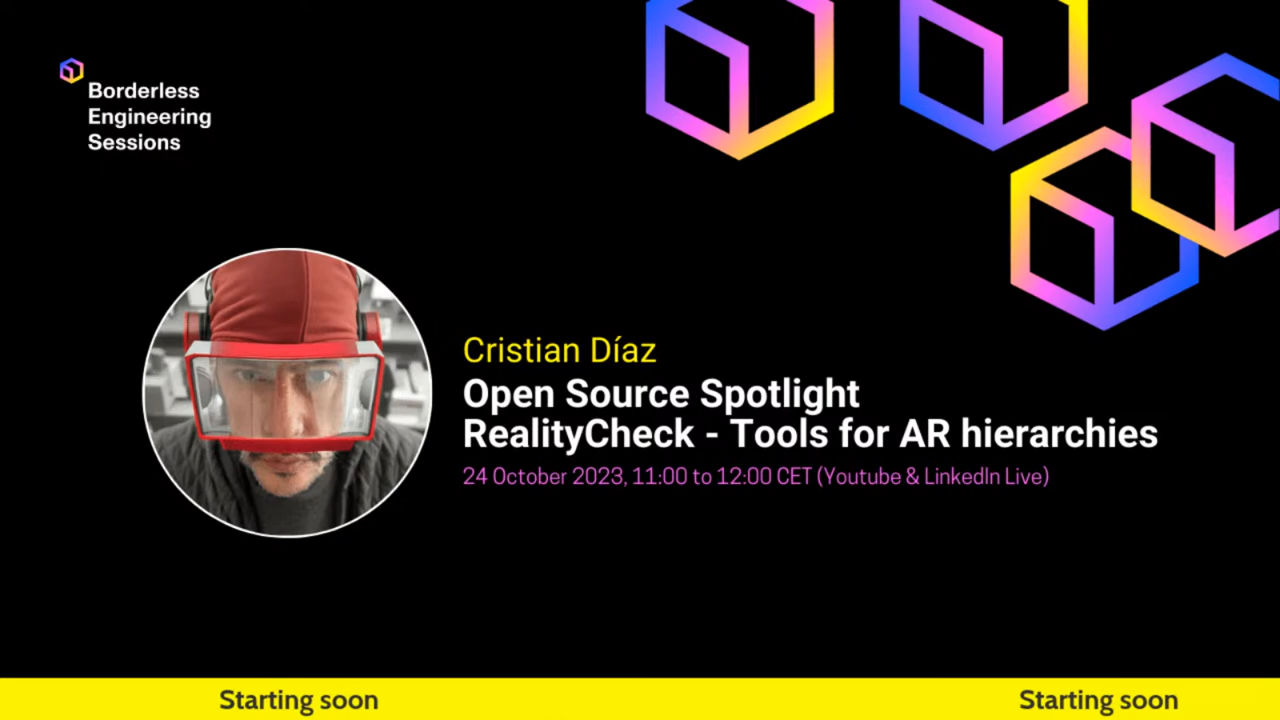 Borderless
Engineering
Sessions
Cristian Díaz
Open Source Spotlight
RealityCheck - Tools for AR hierarchies
24 October 2023, 11:00 to 12:00 CET (Youtube & LinkedIn Live)
Starting soon
Starting soon